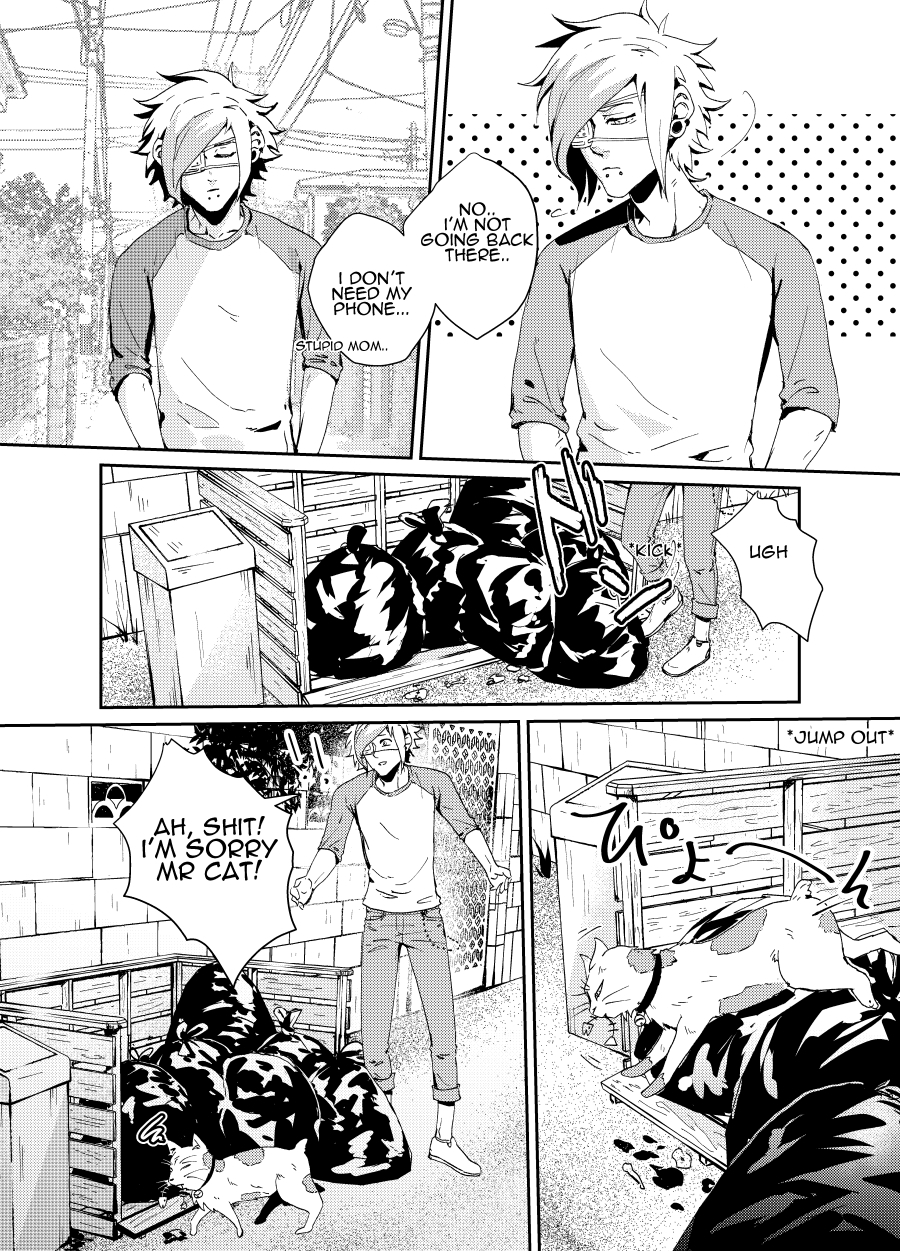 NO..
I'M NOT
GOING BACK
THERE..
I DON'T
NEED MY
PHONE...
STUPID MOM..
UGH
*KICK*
*JUMP OUT*
ぴょーん
AH, SHIT!
I'M SORRY
MR CAT!